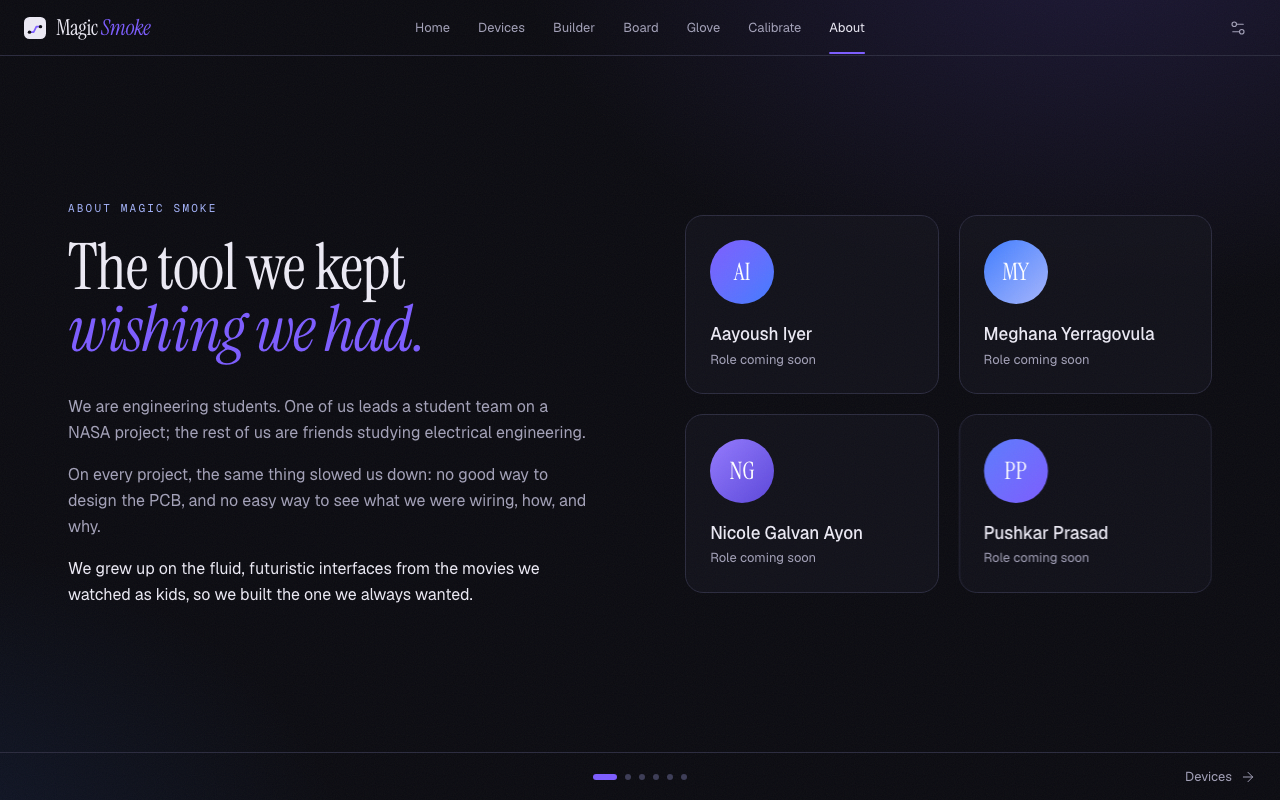 Magic Smoke
Home
Devices
Builder
Board
Glove
Calibrate
About
ABOUT MAGIC SMOKE
The tool we kept
wishing we had.
We are engineering students. One of us leads a student team on a
NASA project; the rest of us are friends studying electrical engineering.
On every project, the same thing slowed us down: no good way to
design the PCB, and no easy way to see what we were wiring, how, and
why.
We grew up on the fluid, futuristic interfaces from the movies we
watched as kids, so we built the one we always wanted.
AI
Aayoush Iyer
Role coming soon
MY
Meghana Yerragovula
Role coming soon
NG
Nicole Galvan Ayon
Role coming soon
PP
Pushkar Prasad
Role coming soon
Devices